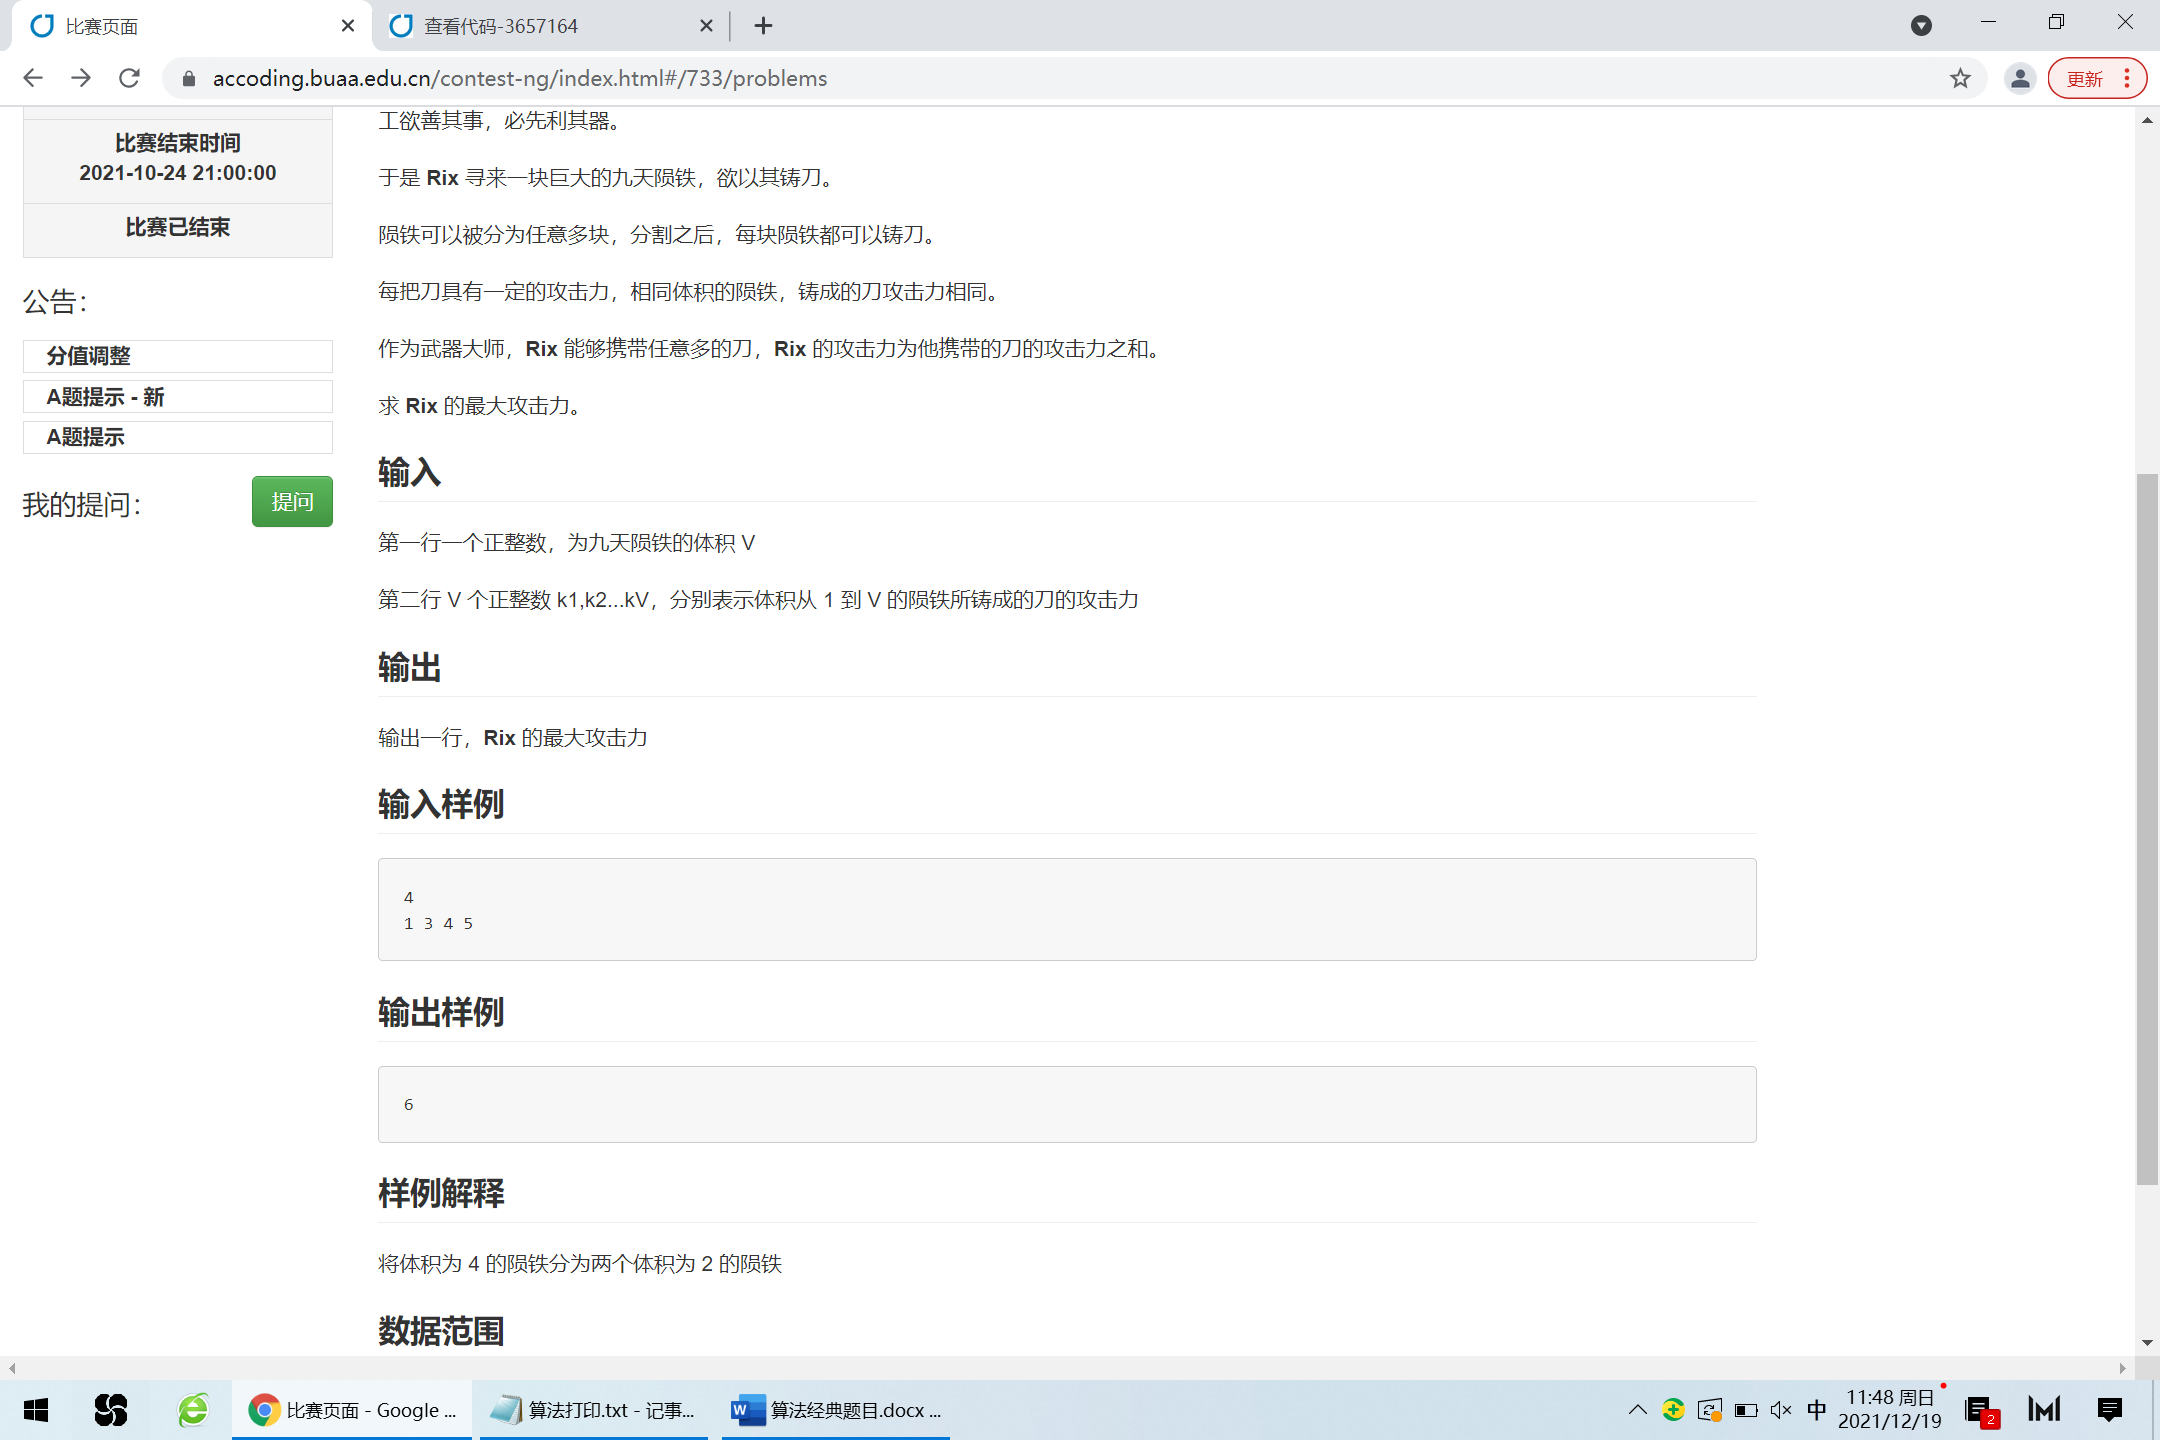 比赛页面
查看代码-3657164
accoding.buaa.edu.cn/contest-ng/index.html#/733/problems
更新
比赛结束时间
2021-10-24 21:00:00
比赛已结束
公告：
分值调整
A题提示 - 新
A题提示
我的提问：
提问
工欲善其事，必先利其器。
于是 Rix 寻来一块巨大的九天陨铁，欲以其铸刀。
陨铁可以被分为任意多块，分割之后，每块陨铁都可以铸刀。
每把刀具有一定的攻击力，相同体积的陨铁，铸成的刀攻击力相同。
作为武器大师，Rix 能够携带任意多的刀，Rix 的攻击力为他携带的刀的攻击力之和。
求 Rix 的最大攻击力。
输入
第一行一个正整数，为九天陨铁的体积 V
第二行 V 个正整数 k1,k2...kV，分别表示体积从 1 到 V 的陨铁所铸成的刀的攻击力
输出
输出一行，Rix 的最大攻击力
输入样例
4
1 3 4 5
输出样例
6
样例解释
将体积为 4 的陨铁分为两个体积为 2 的陨铁
数据范围
比赛页面 - Google ...
算法打印.txt - 记事...
算法经典题目.docx ...
中
11:48 周日
2021/12/19
2